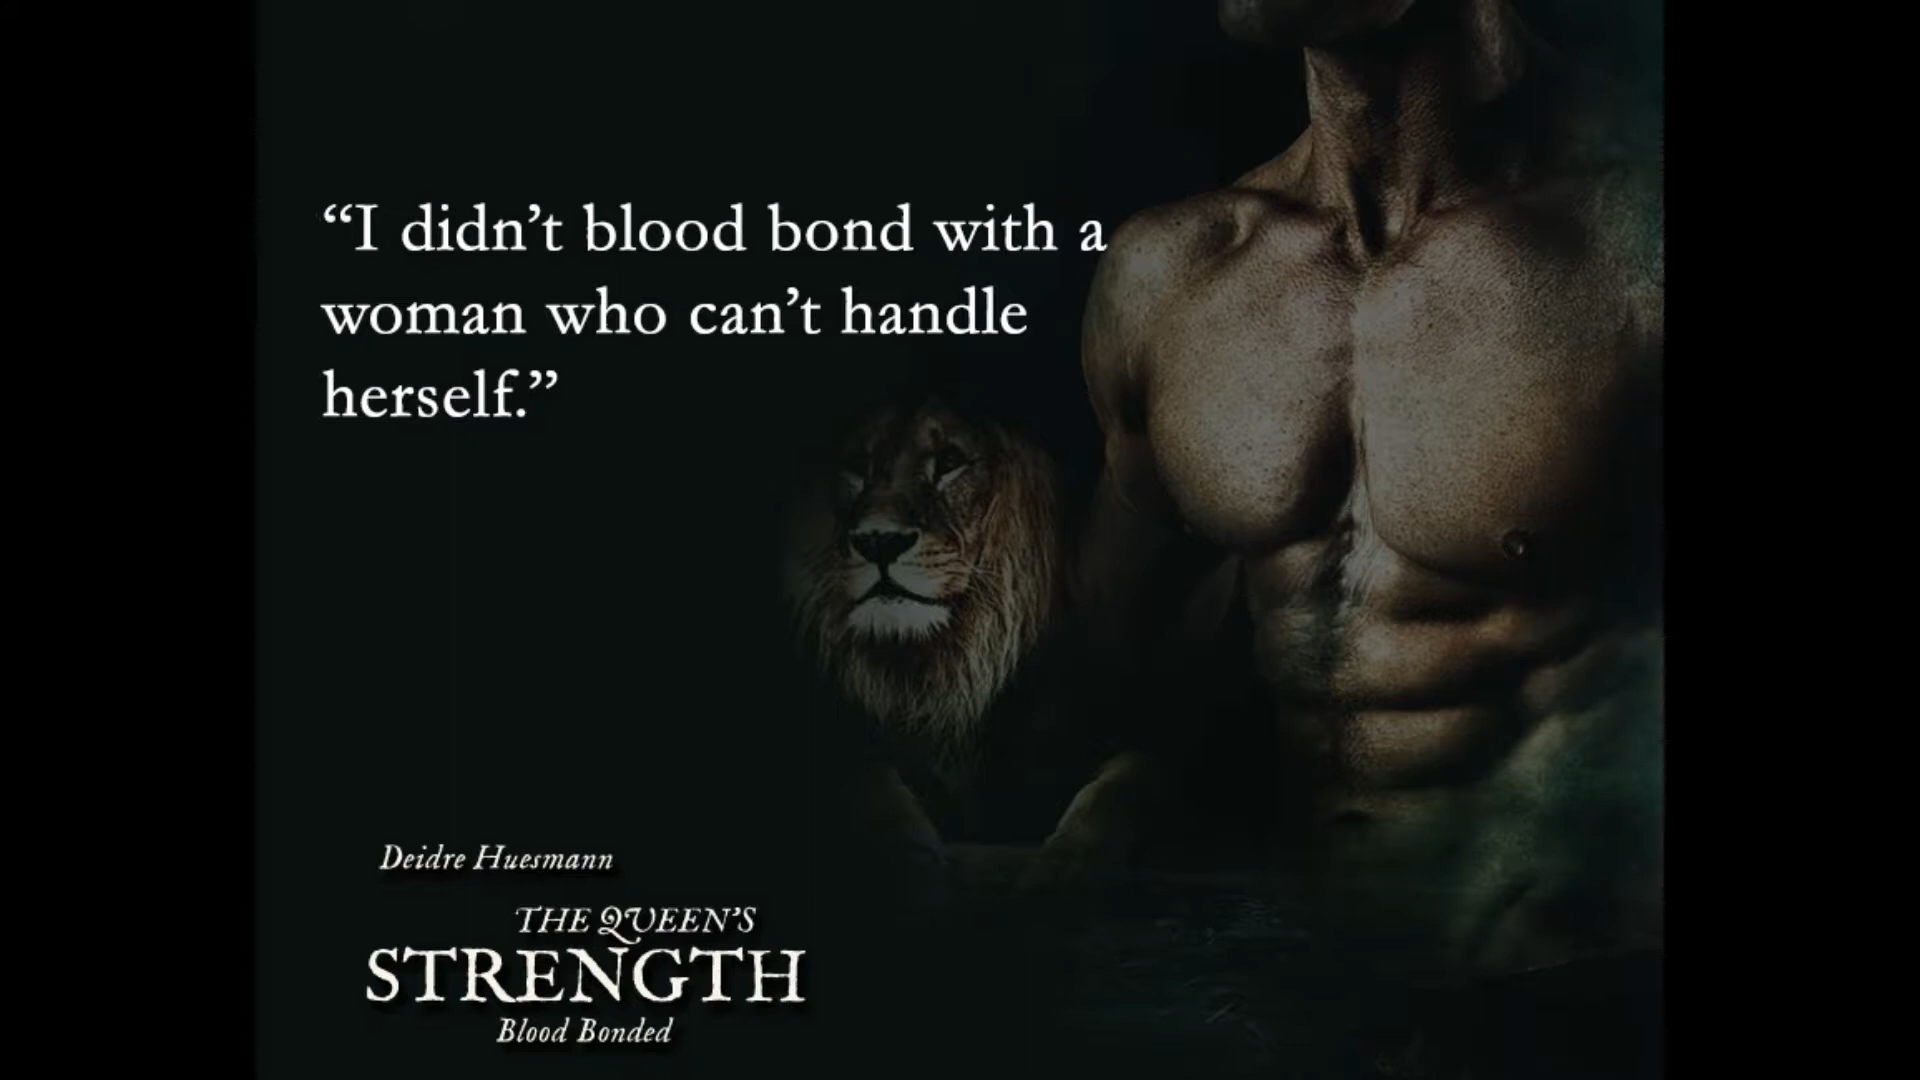 “I didn’t blood bond with a
woman who can’t handle
herself.”
Deidre Huesmann
THE QUEEN’S
STRENGTH
Blood Bonded